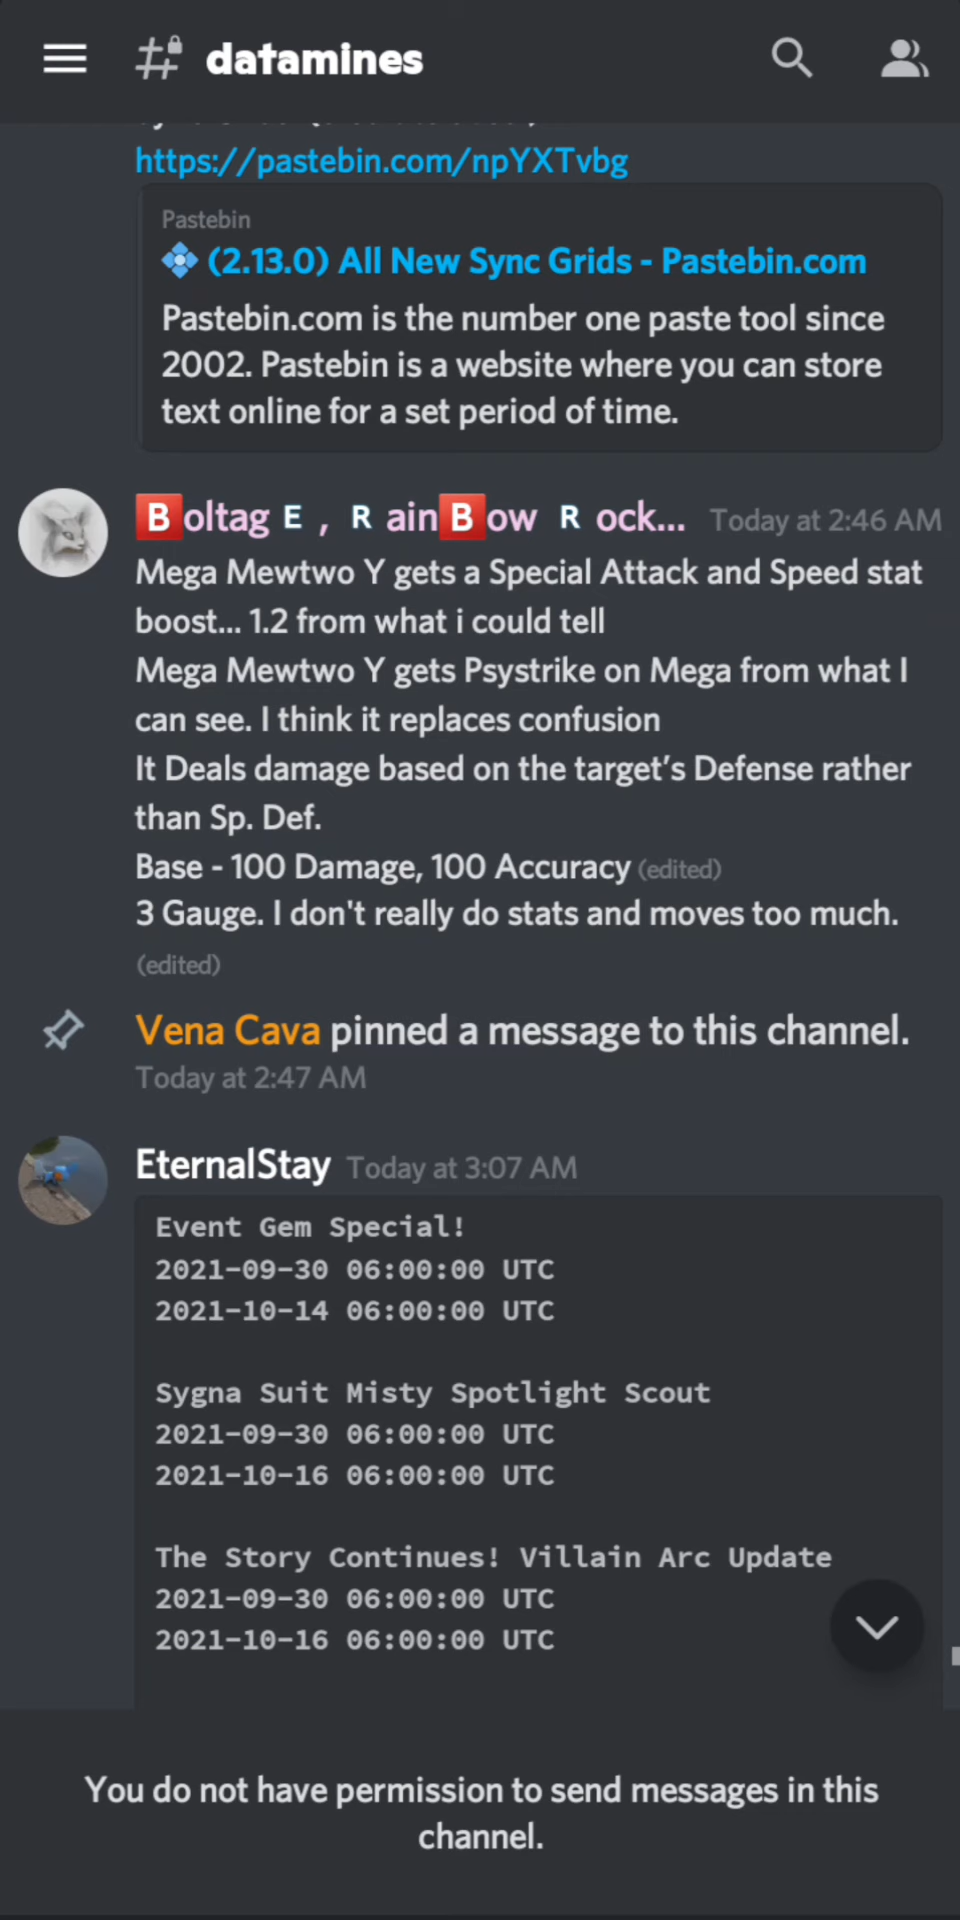 datamines
https://pastebin.com/npYXTvbg
Pastebin
(2.13.0) All New Sync Grids - Pastebin.com
Pastebin.com is the number one paste tool since
2002. Pastebin is a website where you can store
text online for a set period of time.
Boltag E , R ainBow R ock... Today at 2:46 AM
Mega Mewtwo Y gets a Special Attack and Speed stat
boost... 1.2 from what i could tell
Mega Mewtwo Y gets Psystrike on Mega from what I
can see. I think it replaces confusion
It Deals damage based on the target’s Defense rather
than Sp. Def.
Base - 100 Damage, 100 Accuracy (edited)
3 Gauge. I don't really do stats and moves too much.
(edited)
Vena Cava pinned a message to this channel.
Today at 2:47 AM
EternalStay Today at 3:07 AM
Event Gem Special!
2021-09-30 06:00:00 UTC
2021-10-14 06:00:00 UTC
Sygna Suit Misty Spotlight Scout
2021-09-30 06:00:00 UTC
2021-10-16 06:00:00 UTC
The Story Continues! Villain Arc Update
2021-09-30 06:00:00 UTC
2021-10-16 06:00:00 UTC
You do not have permission to send messages in this
channel.